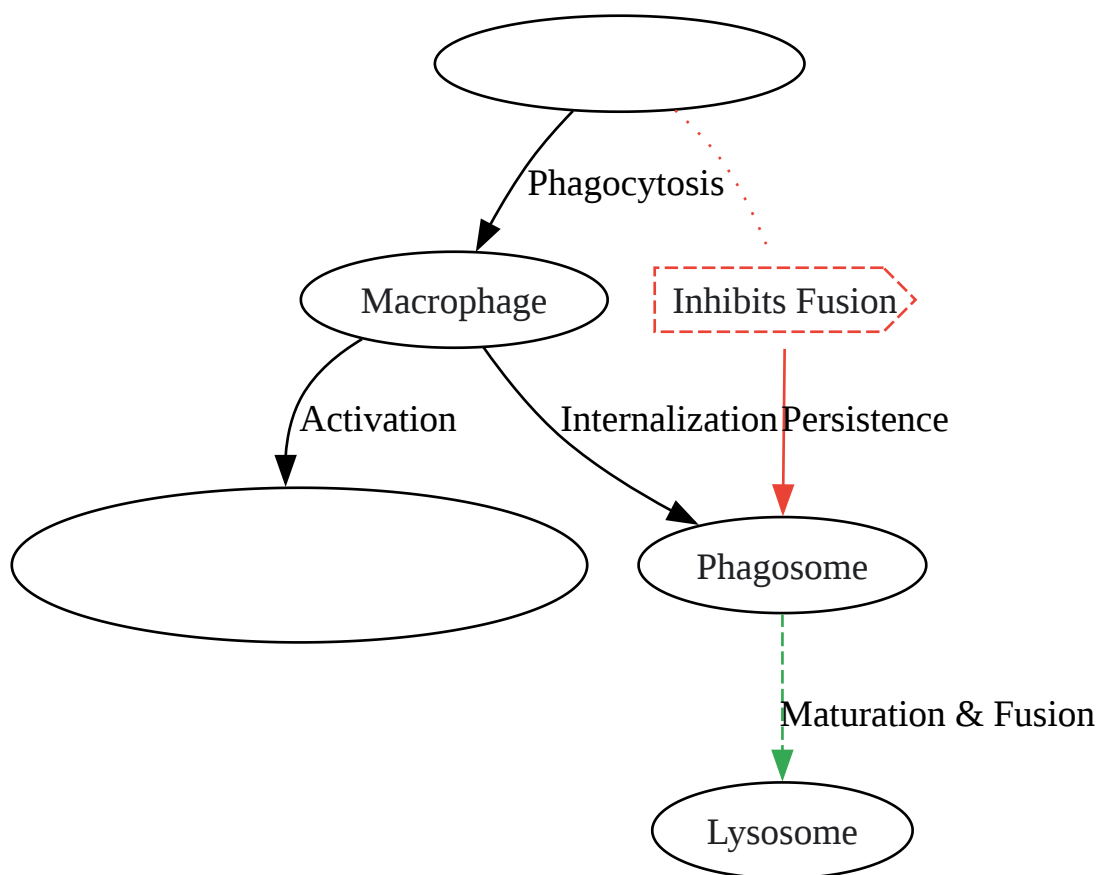 Phagocytosis
Macrophage
Inhibits Fusion
Activation
Internalization
Persistence
Phagosome
Maturation & Fusion
Lysosome